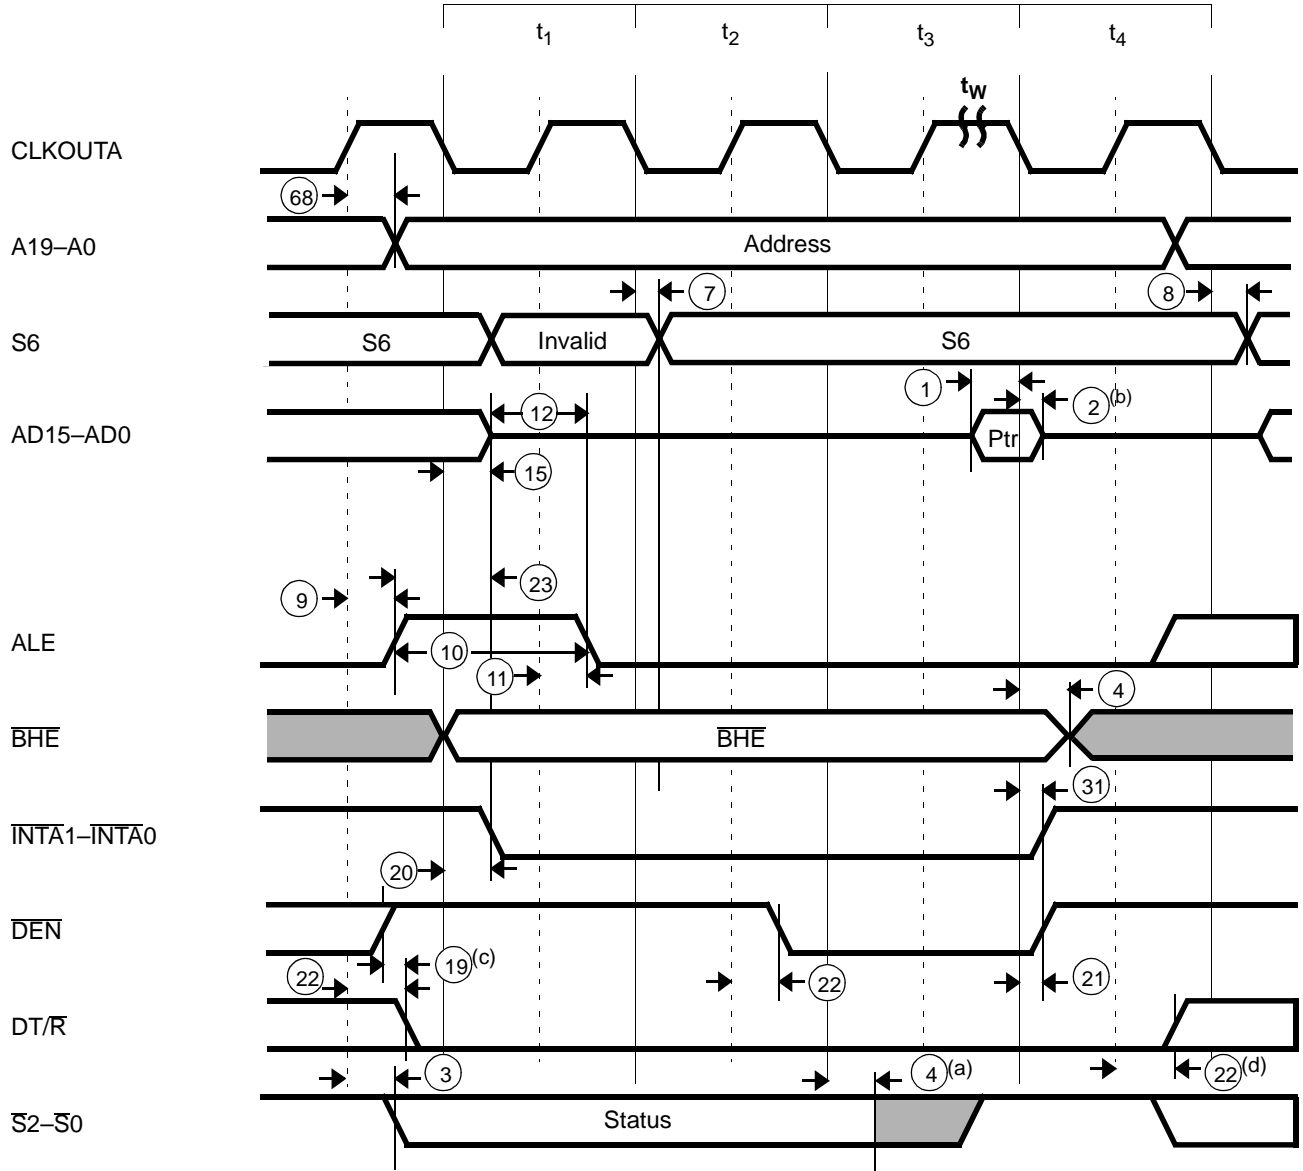 t1 t2 t3 t4
tW
CLKOUTA
68
A19–A0 Address
7 8
S6 S6 Invalid S6
1 2(b)
12
AD15–AD0 Ptr
15
23
9
ALE 10
11
4
BHE BHE
31
INTA1–INTA0
20
DEN
19(c)
22 22 21
DT/R
3 4(a) 22(d)
S2–S0 Status